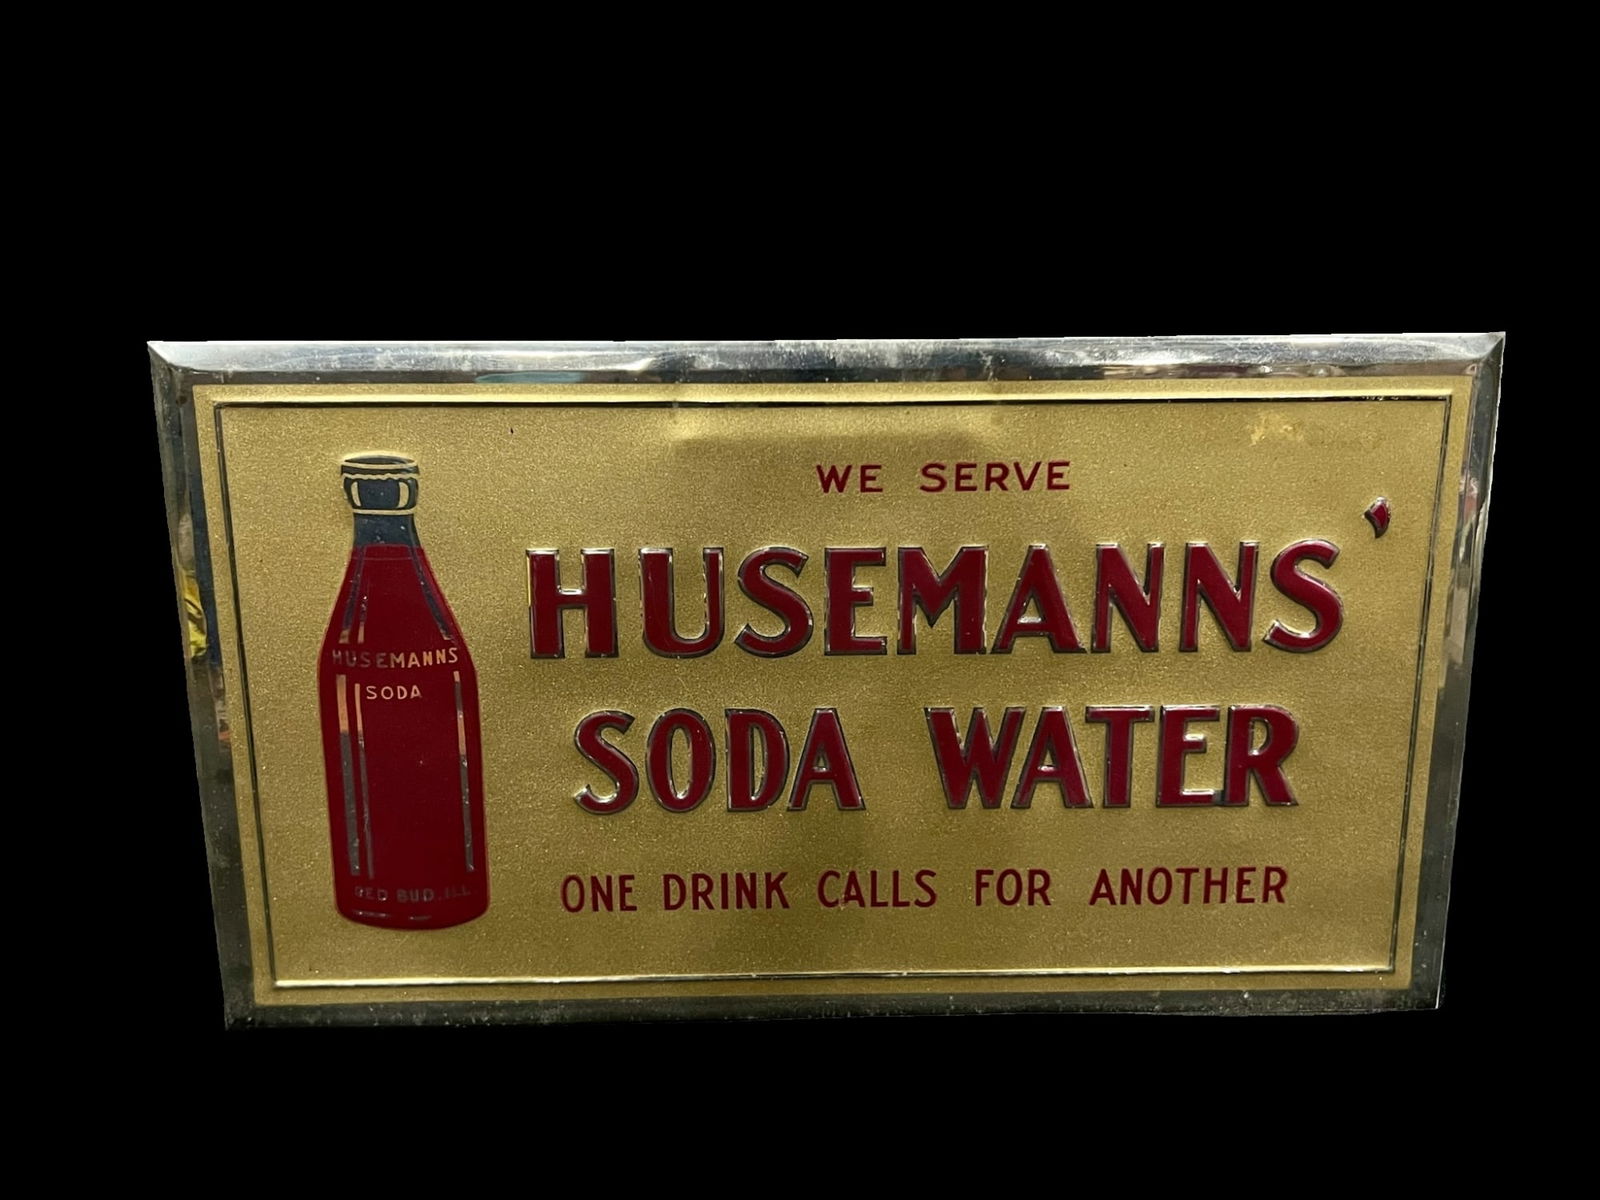 WE SERVE
HUSEMANNS'
SODA WATER
ONE DRINK CALLS FOR ANOTHER
HUSEMANNS
SODA
RED BUD. ILL.